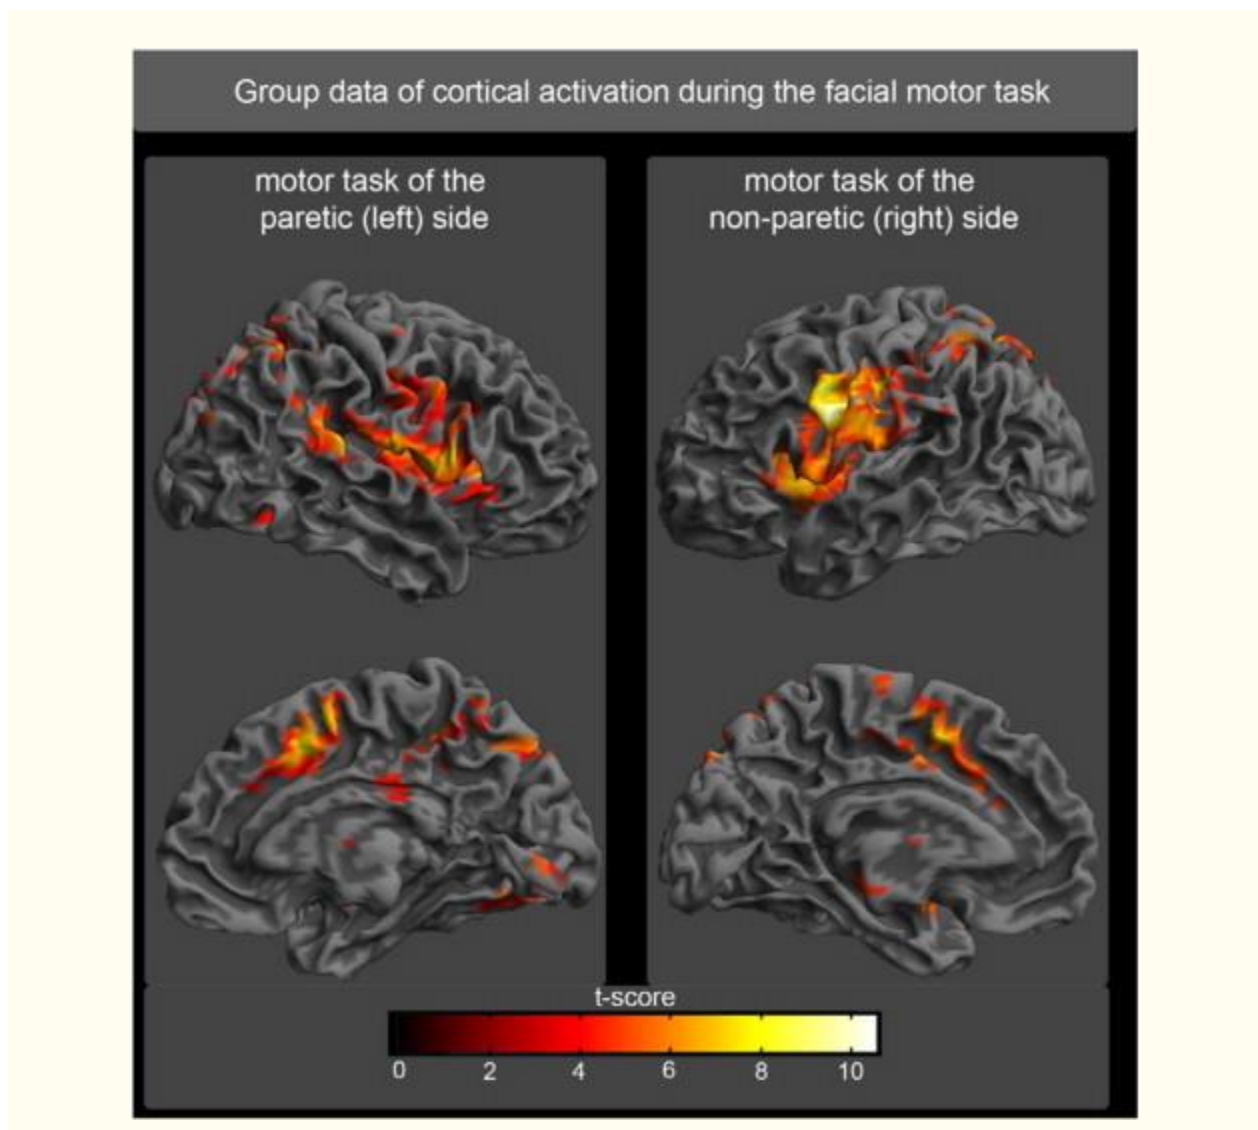 Group data of cortical activation during the facial motor task
motor task of the
paretic (left) side
motor task of the
non-paretic (right) side
t-score
0 2 4 6 8 10